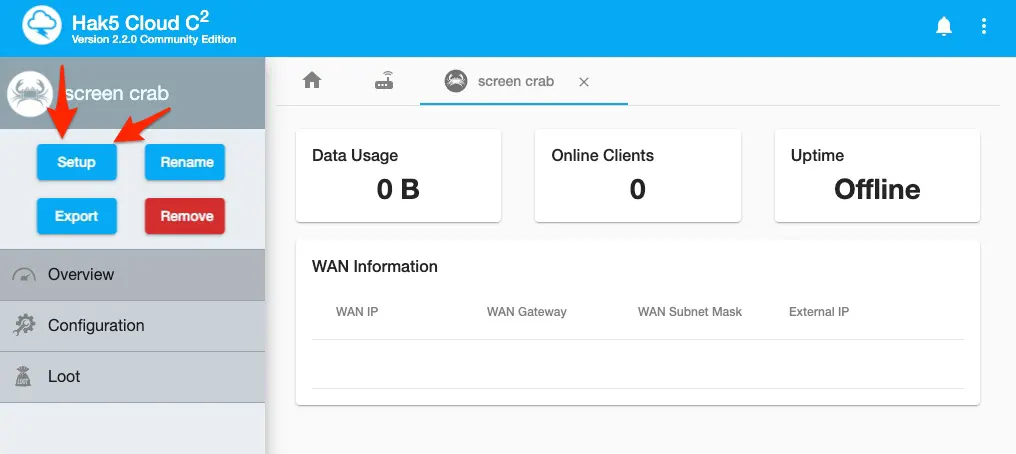 Hak5 Cloud C2
Version 2.2.0 Community Edition
screen crab
Setup
Rename
Export
Remove
Overview
Configuration
Loot
screen crab
Data Usage
0 B
Online Clients
0
Uptime
Offline
WAN Information
WAN IP WAN Gateway WAN Subnet Mask External IP